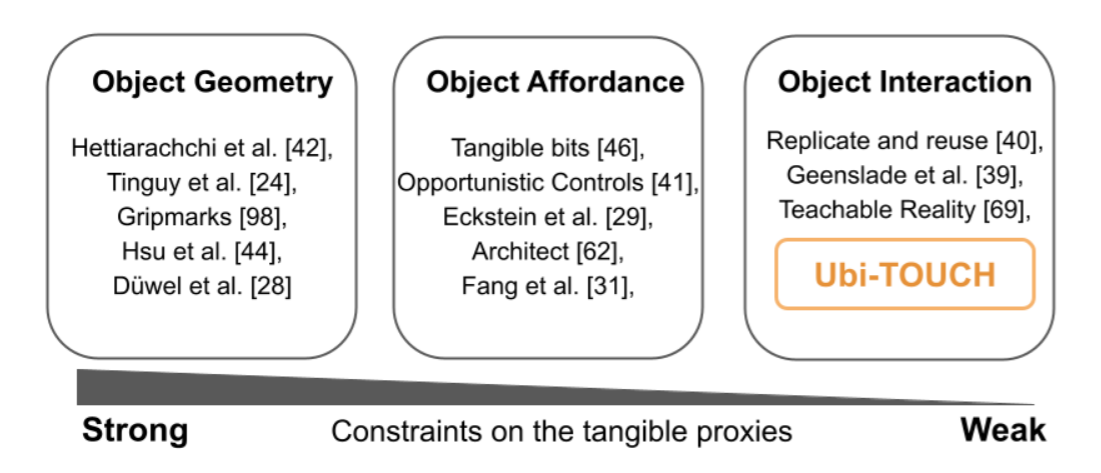 Object Geometry
Hettiarachchi et al. [42],
Tinguy et al. [24],
Gripmarks [98],
Hsu et al. [44],
Düwel et al. [28]
Object Affordance
Tangible bits [46],
Opportunistic Controls [41],
Eckstein et al. [29],
Architect [62],
Fang et al. [31],
Object Interaction
Replicate and reuse [40],
Geenslade et al. [39],
Teachable Reality [69],
Ubi-TOUCH
Strong
Constraints on the tangible proxies
Weak